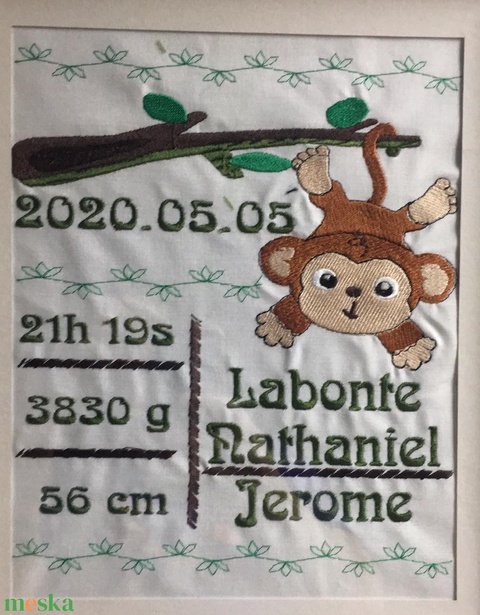 2020.05.05
21h 19s
3830 g
56 cm
Labonte
Nathaniel
Jerome
meska